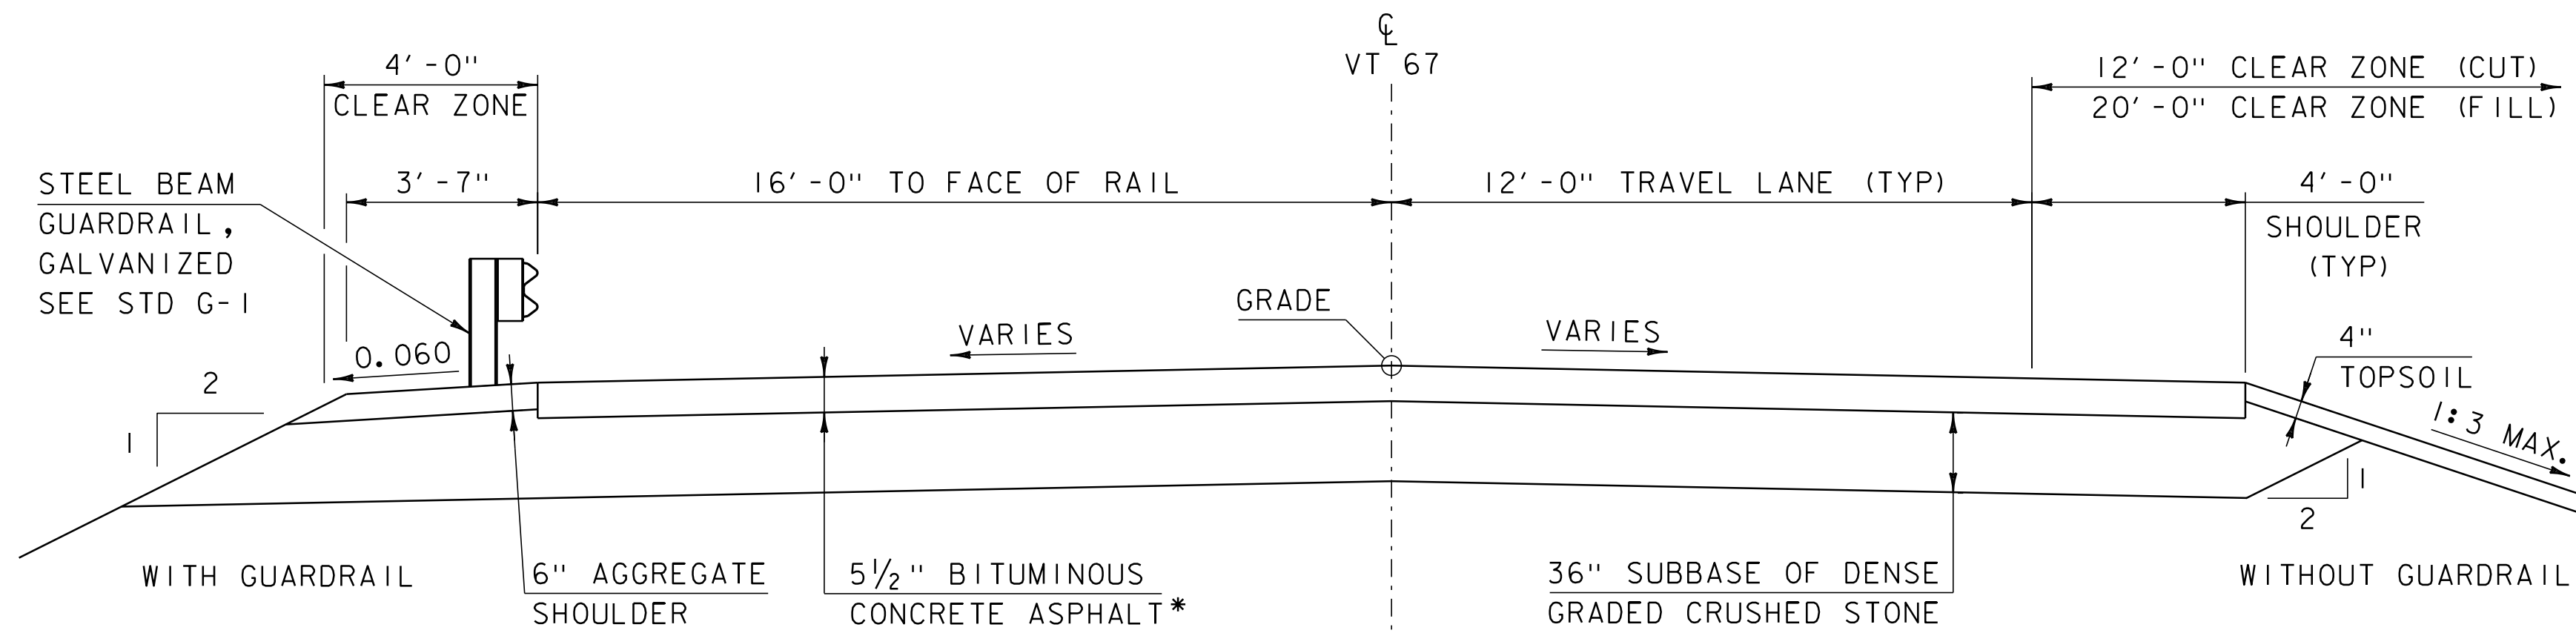 ℄
VT 67
4'-0"
CLEAR ZONE
12'-0" CLEAR ZONE (CUT)
20'-0" CLEAR ZONE (FILL)
STEEL BEAM
GUARDRAIL,
GALVANIZED
SEE STD G-1
3'-7"
16'-0" TO FACE OF RAIL
12'-0" TRAVEL LANE (TYP)
4'-0"
SHOULDER
(TYP)
GRADE
VARIES
VARIES
0.060
2
1
4"
TOPSOIL
1:3 MAX.
1
2
WITH GUARDRAIL
6" AGGREGATE
SHOULDER
5½" BITUMINOUS
CONCRETE ASPHALT*
36" SUBBASE OF DENSE
GRADED CRUSHED STONE
WITHOUT GUARDRAIL